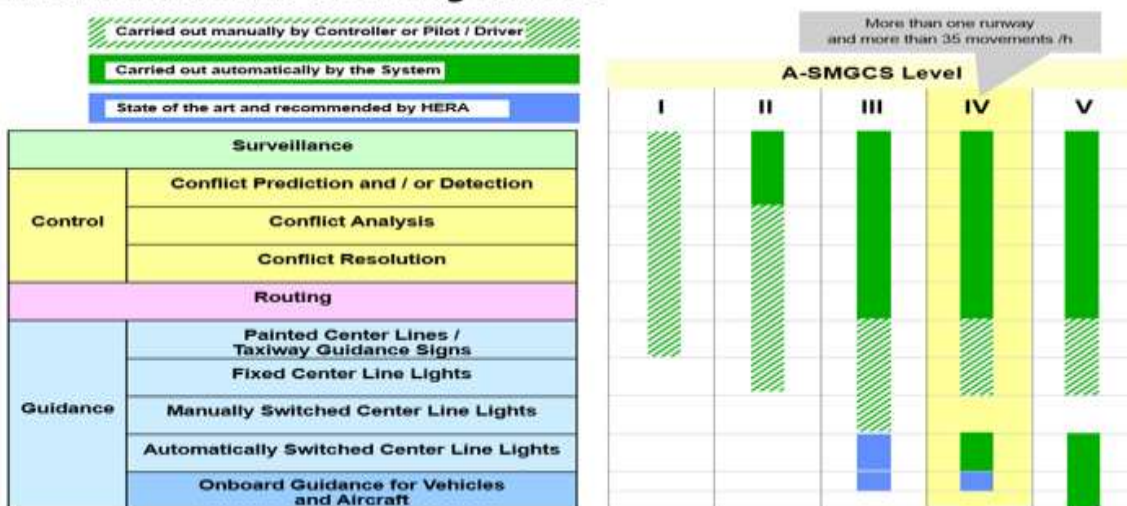 Carried out manually by Controller or Pilot / Driver
Carried out automatically by the System
State of the art and recommended by HERA
More than one runway
and more than 35 movements /h
A-SMGCS Level
I II III IV V
Surveillance
Control
Conflict Prediction and / or Detection
Conflict Analysis
Conflict Resolution
Routing
Guidance
Painted Center Lines /
Taxiway Guidance Signs
Fixed Center Line Lights
Manually Switched Center Line Lights
Automatically Switched Center Line Lights
Onboard Guidance for Vehicles
and Aircraft